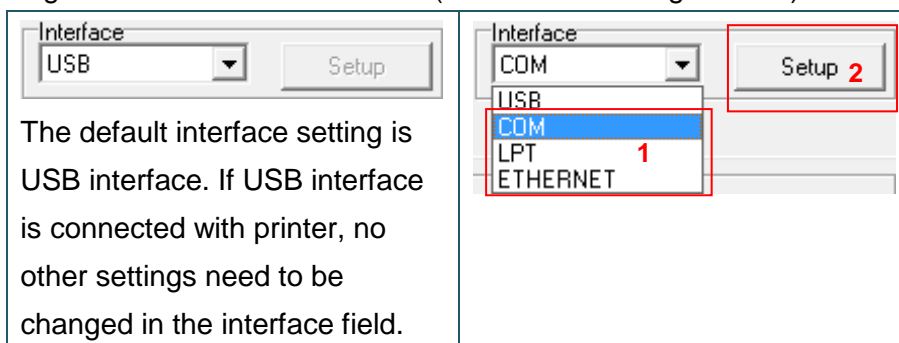 Interface
USB
Setup
The default interface setting is
USB interface. If USB interface
is connected with printer, no
other settings need to be
changed in the interface field.
Interface
COM
Setup 2
USB
COM
LPT 1
ETHERNET